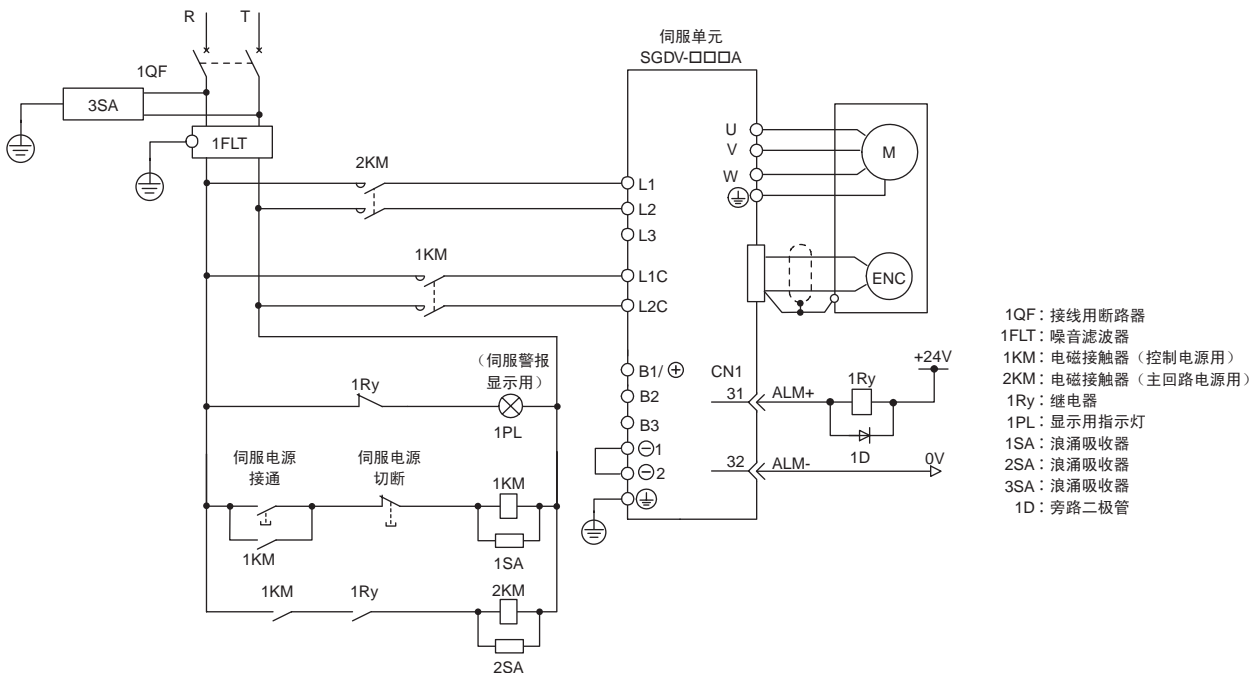 R T
1QF
3SA
1FLT
2KM
1KM
伺服单元
SGDV-□□□A
U
V
W
M
L1
L2
L3
L1C
L2C
ENC
B1/⊕
B2
B3
⊖1
⊖2
CN1
31 ALM+
32 ALM-
1Ry
1D
+24V
0V
(伺服警报
显示用)
1Ry
1PL
伺服电源
接通
伺服电源
切断
1KM
1KM
1SA
1KM
1Ry
2KM
2SA
1QF：接线用断路器
1FLT：噪音滤波器
1KM：电磁接触器（控制电源用）
2KM：电磁接触器（主回路电源用）
1Ry：继电器
1PL：显示用指示灯
1SA：浪涌吸收器
2SA：浪涌吸收器
3SA：浪涌吸收器
1D：旁路二极管